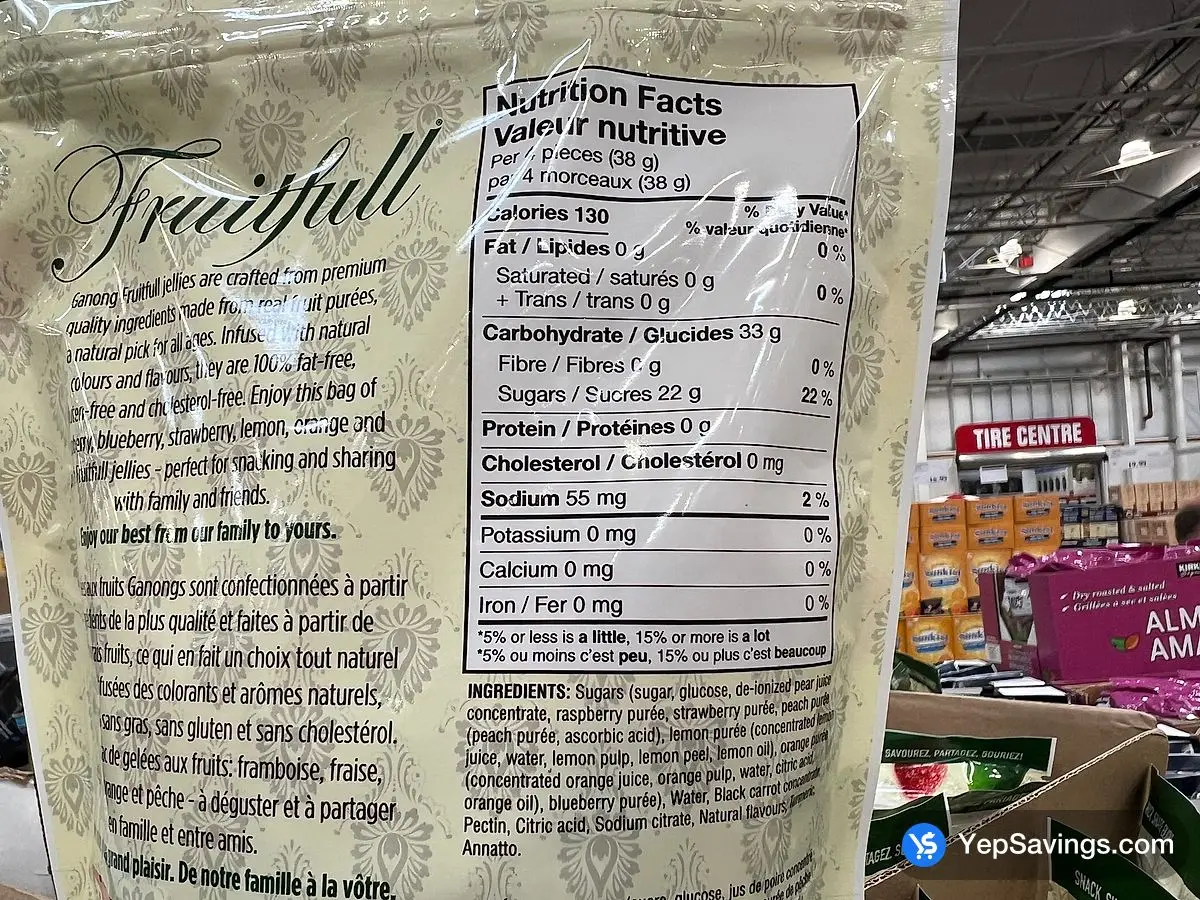 Fruitfull
Ganong Fruitfull jellies are crafted from premium
quality ingredients made from real fruit purées,
a natural pick for all ages. Infused with natural
colours and flavours, they are 100% fat-free,
-free and cholesterol-free. Enjoy this bag of
blueberry, strawberry, lemon, orange and
jellies - perfect for snacking and sharing
with family and friends.
Enjoy our best from our family to yours.
fruits Ganongs sont confectionnées à partir
de la plus qualité et faites à partir de
fruits, ce qui en fait un choix tout naturel
des colorants et arômes naturels,
sans gras, sans gluten et sans cholestérol.
de gelées aux fruits: framboise, fraise,
et pêche - à déguster et à partager
en famille et entre amis.
grand plaisir. De notre famille à la vôtre.
Nutrition Facts
Valeur nutritive
Per 4 pieces (38 g)
par 4 morceaux (38 g)
Calories 130
% Daily Value*
% valeur quotidienne*
Fat / Lipides 0 g 0 %
Saturated / saturés 0 g
+ Trans / trans 0 g 0 %
Carbohydrate / Glucides 33 g
Fibre / Fibres 0 g 0 %
Sugars / Sucres 22 g 22 %
Protein / Protéines 0 g
Cholesterol / Cholestérol 0 mg
Sodium 55 mg 2 %
Potassium 0 mg 0 %
Calcium 0 mg 0 %
Iron / Fer 0 mg 0 %
*5% or less is a little, 15% or more is a lot
*5% ou moins c'est peu, 15% ou plus c'est beaucoup
INGREDIENTS: Sugars (sugar, glucose, de-ionized pear juice
concentrate, raspberry purée, strawberry purée, peach purée
(peach purée, ascorbic acid), lemon purée (concentrated lemon
juice, water, lemon pulp, lemon peel, lemon oil), orange purée
(concentrated orange juice, orange pulp, water, citric acid,
orange oil), blueberry purée), Water, Black carrot concentrate,
Pectin, Citric acid, Sodium citrate, Natural flavours, Turmeric,
Annatto.
glucose, jus de poire
TIRE CENTRE
Dry roasted & salted
Grillées à sec et salées
ALM
AMA
SAVOUREZ, PARTAGEZ, SOURIEZ!
SNACK
YepSavings.com